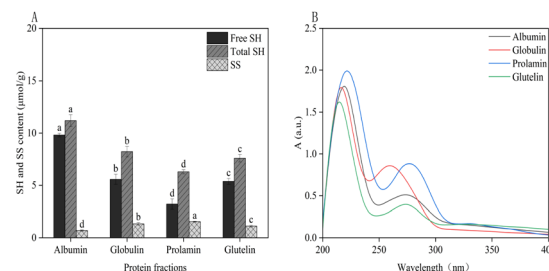 A
20
15
10
5
0
SH and SS content (μmol/g)
Free SH
Total SH
SS
a
a
d
b
b
b
d
c
a
c
c
c
Albumin
Globulin
Prolamin
Glutelin
Protein fractions
B
2.5
2.0
1.5
1.0
0.5
0.0
A (a.u.)
Albumin
Globulin
Prolamin
Glutelin
200
250
300
350
400
Wavelength (nm)